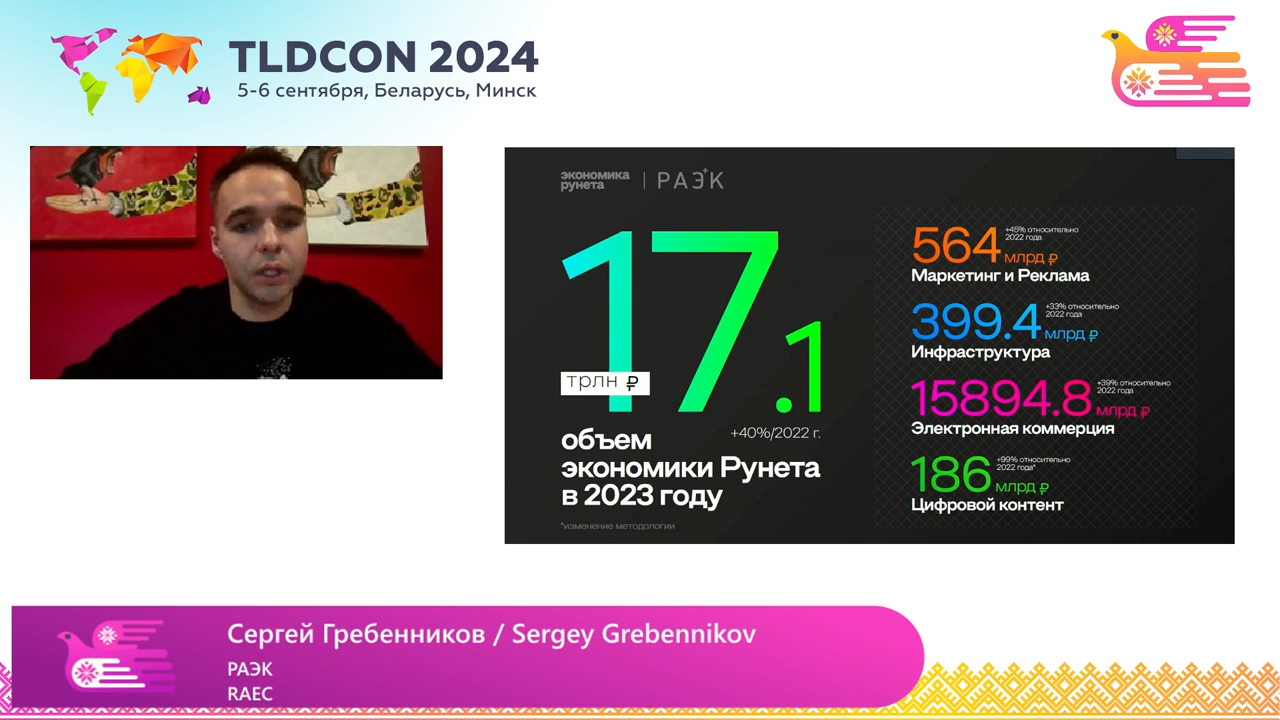 TLDCON 2024
5-6 сентября, Беларусь, Минск
экономика
рунета
РАЭК
17.1
трлн ₽
+40%/2022 г.
объем
экономики Рунета
в 2023 году
*изменение методологии
564 млрд ₽
+45% относительно
2022 года
Маркетинг и Реклама
399.4 млрд ₽
+33% относительно
2022 года
Инфраструктура
15894.8 млрд ₽
+39% относительно
2022 года
Электронная коммерция
186 млрд ₽
+99% относительно
2022 года*
Цифровой контент
Сергей Гребенников / Sergey Grebennikov
РАЭК
RAEC